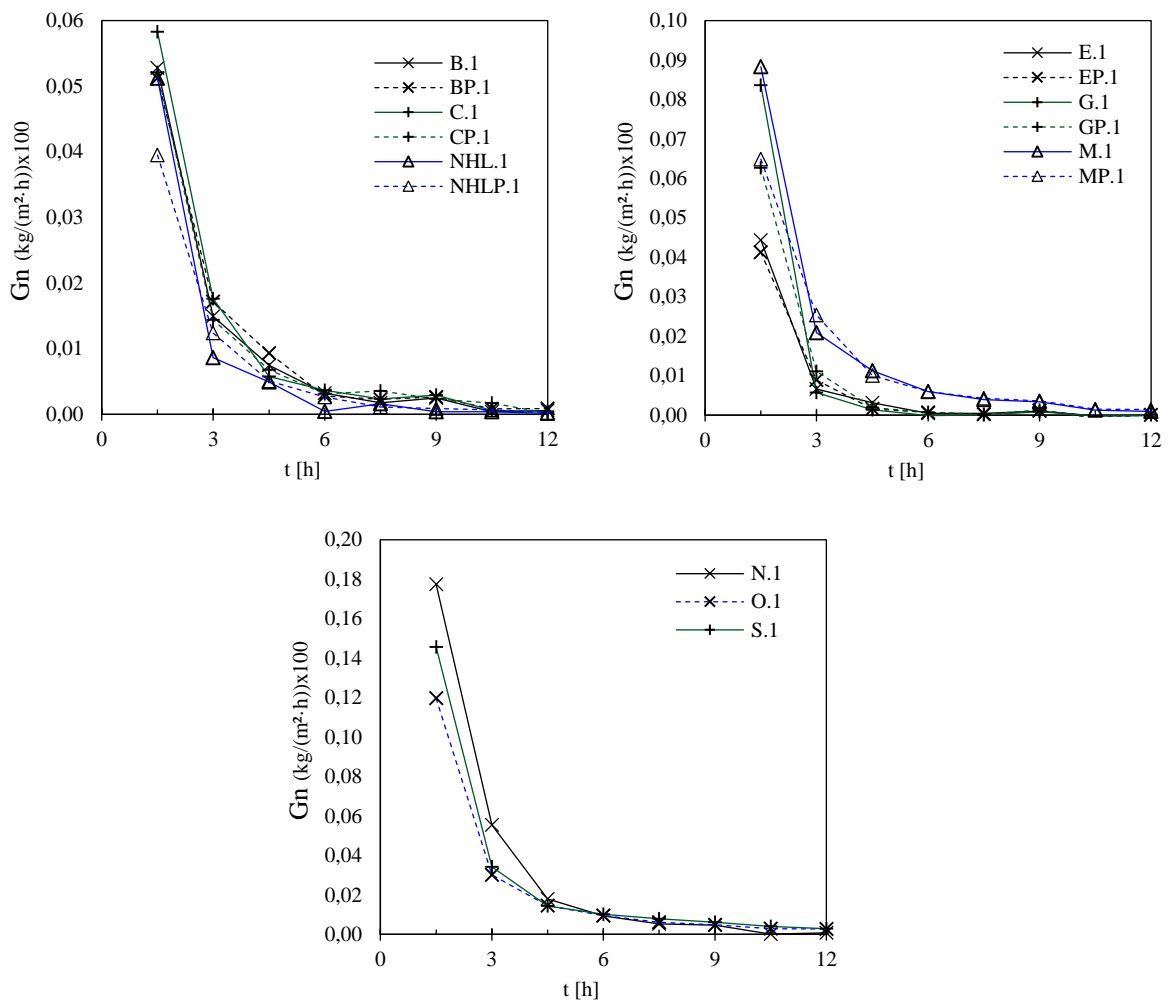 0,06
0,05
0,04
0,03
0,02
0,01
0,00
Gn (kg/(m²·h))x100
0
3
6
9
12
t [h]
B.1
BP.1
C.1
CP.1
NHL.1
NHLP.1
0,10
0,09
0,08
0,07
0,06
0,05
0,04
0,03
0,02
0,01
0,00
Gn (kg/(m²·h))x100
0
3
6
9
12
t [h]
E.1
EP.1
G.1
GP.1
M.1
MP.1
0,20
0,18
0,16
0,14
0,12
0,10
0,08
0,06
0,04
0,02
0,00
Gn (kg/(m²·h))x100
0
3
6
9
12
t [h]
N.1
O.1
S.1